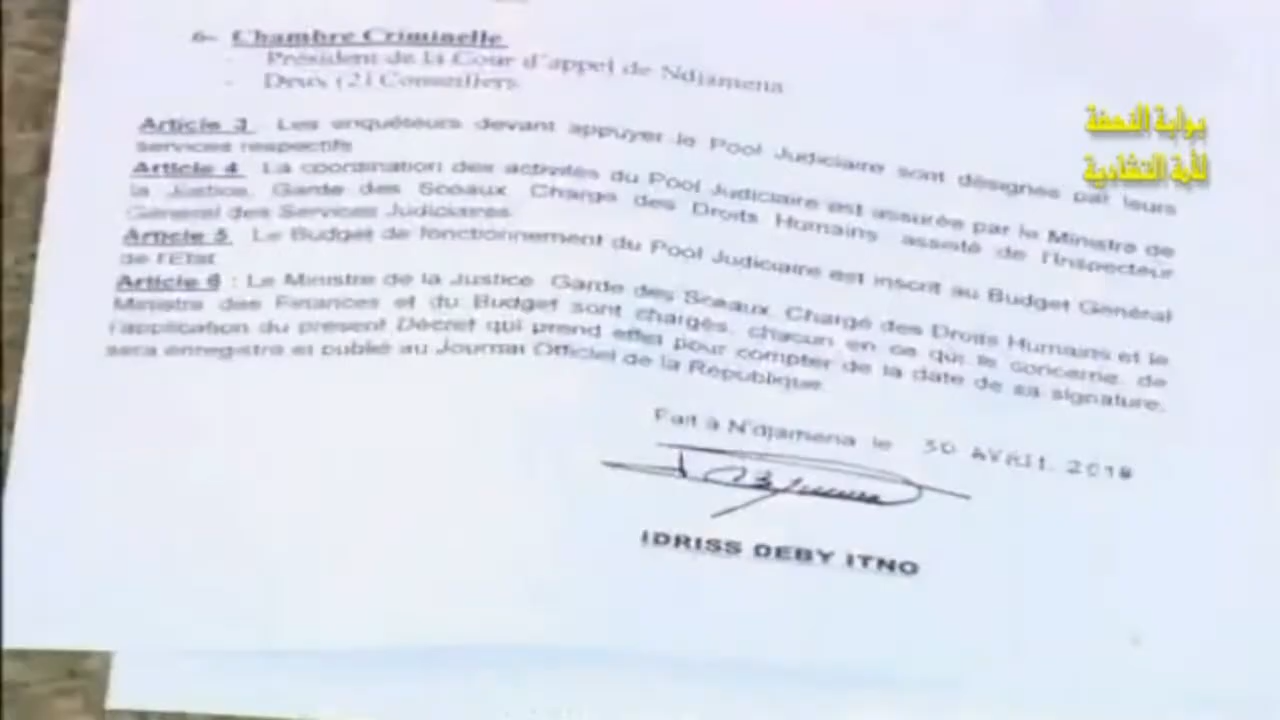 6- Chambre Criminelle
- Président de la Cour d'appel de Ndjamena
- Deux (2) Conseillers
Article 3 Les enquêteurs devant appuyer le Pool Judiciaire sont désignés par leurs
services respectifs
Article 4 La coordination des activités du Pool Judiciaire est assurée par le Ministre de
la Justice, Garde des Sceaux, Chargé des Droits Humains assisté de l'Inspecteur
Général des Services Judiciaires
Article 5 Le Budget de fonctionnement du Pool Judiciaire est inscrit au Budget Général
de l'Etat
Article 6 : Le Ministre de la Justice Garde des Sceaux, Chargé des Droits Humains et le
Ministre des Finances et du Budget sont chargés, chacun en ce qui le concerne, de
l'application du présent Décret qui prend effet pour compter de la date de sa signature,
sera enregistré et publié au Journal Officiel de la République
Fait à N'djamena le 30 AVRIL 2018
IDRISS DEBY ITNO
بوابة النهضة
للأمة التشادية